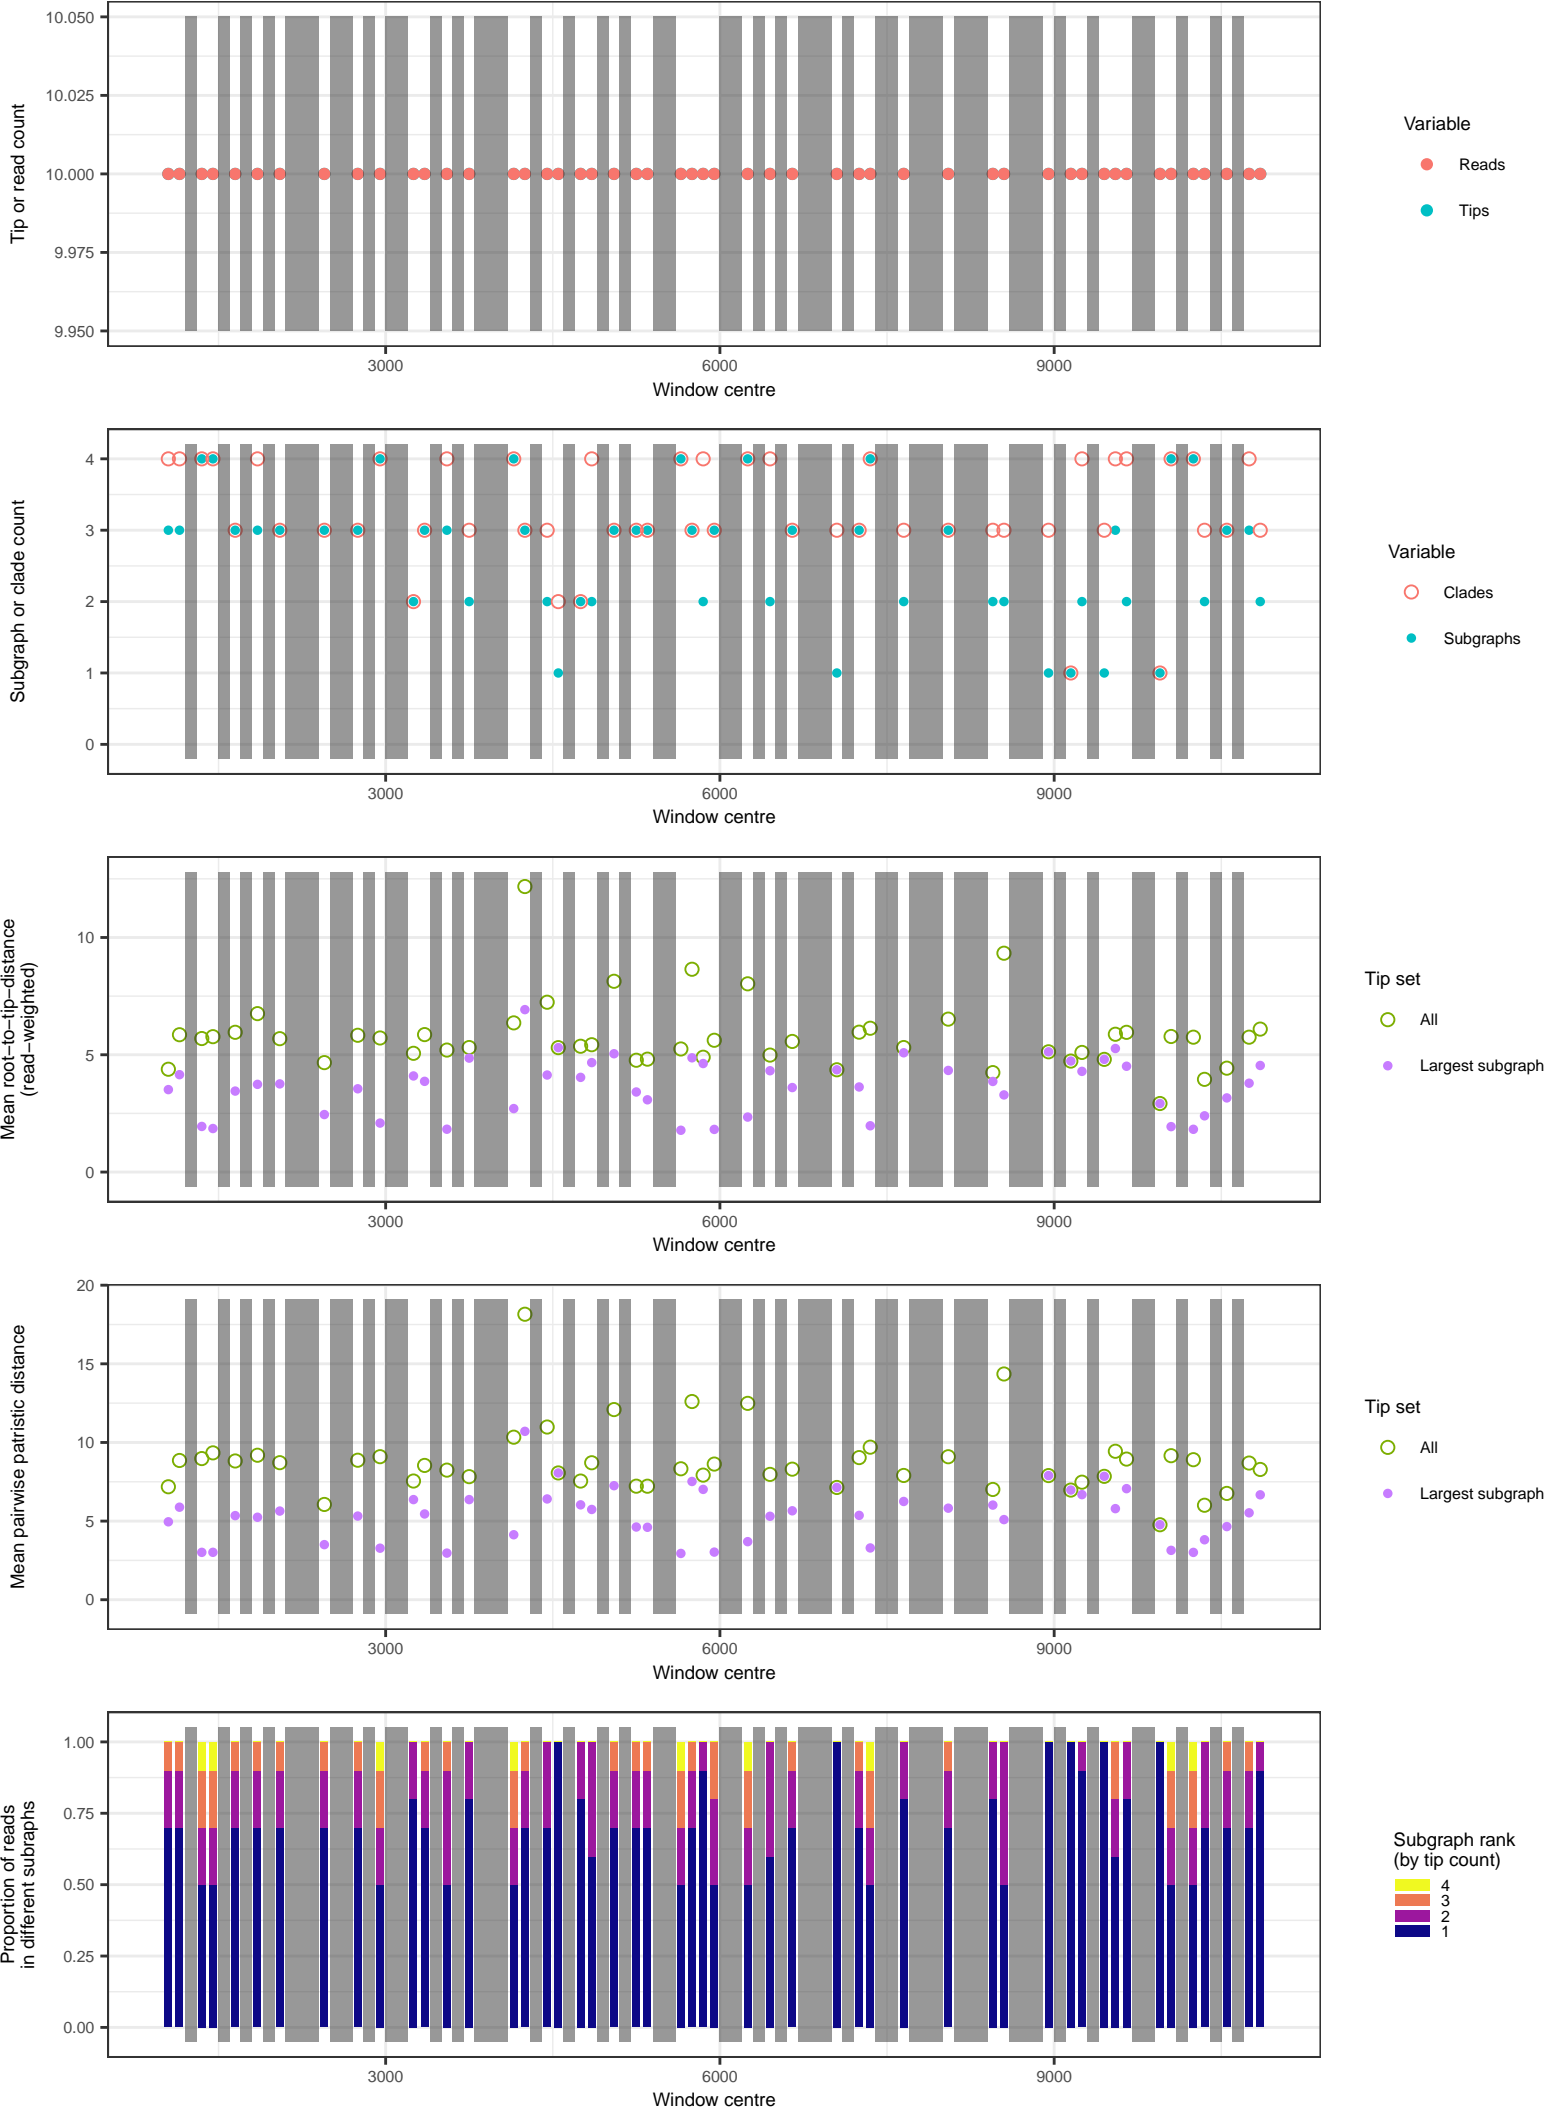 10.050
10.025
10.000
9.975
9.950
Tip or read count
3000 6000 9000
Window centre
Variable
Reads
Tips
4
3
2
1
0
Subgraph or clade count
3000 6000 9000
Window centre
Variable
Clades
Subgraphs
10
5
0
Mean root−to−tip−distance
(read−weighted)
3000 6000 9000
Window centre
Tip set
All
Largest subgraph
20
15
10
5
0
Mean pairwise patristic distance
3000 6000 9000
Window centre
Tip set
All
Largest subgraph
1.00
0.75
0.50
0.25
0.00
Proportion of reads
in different subraphs
3000 6000 9000
Window centre
Subgraph rank
(by tip count)
4
3
2
1